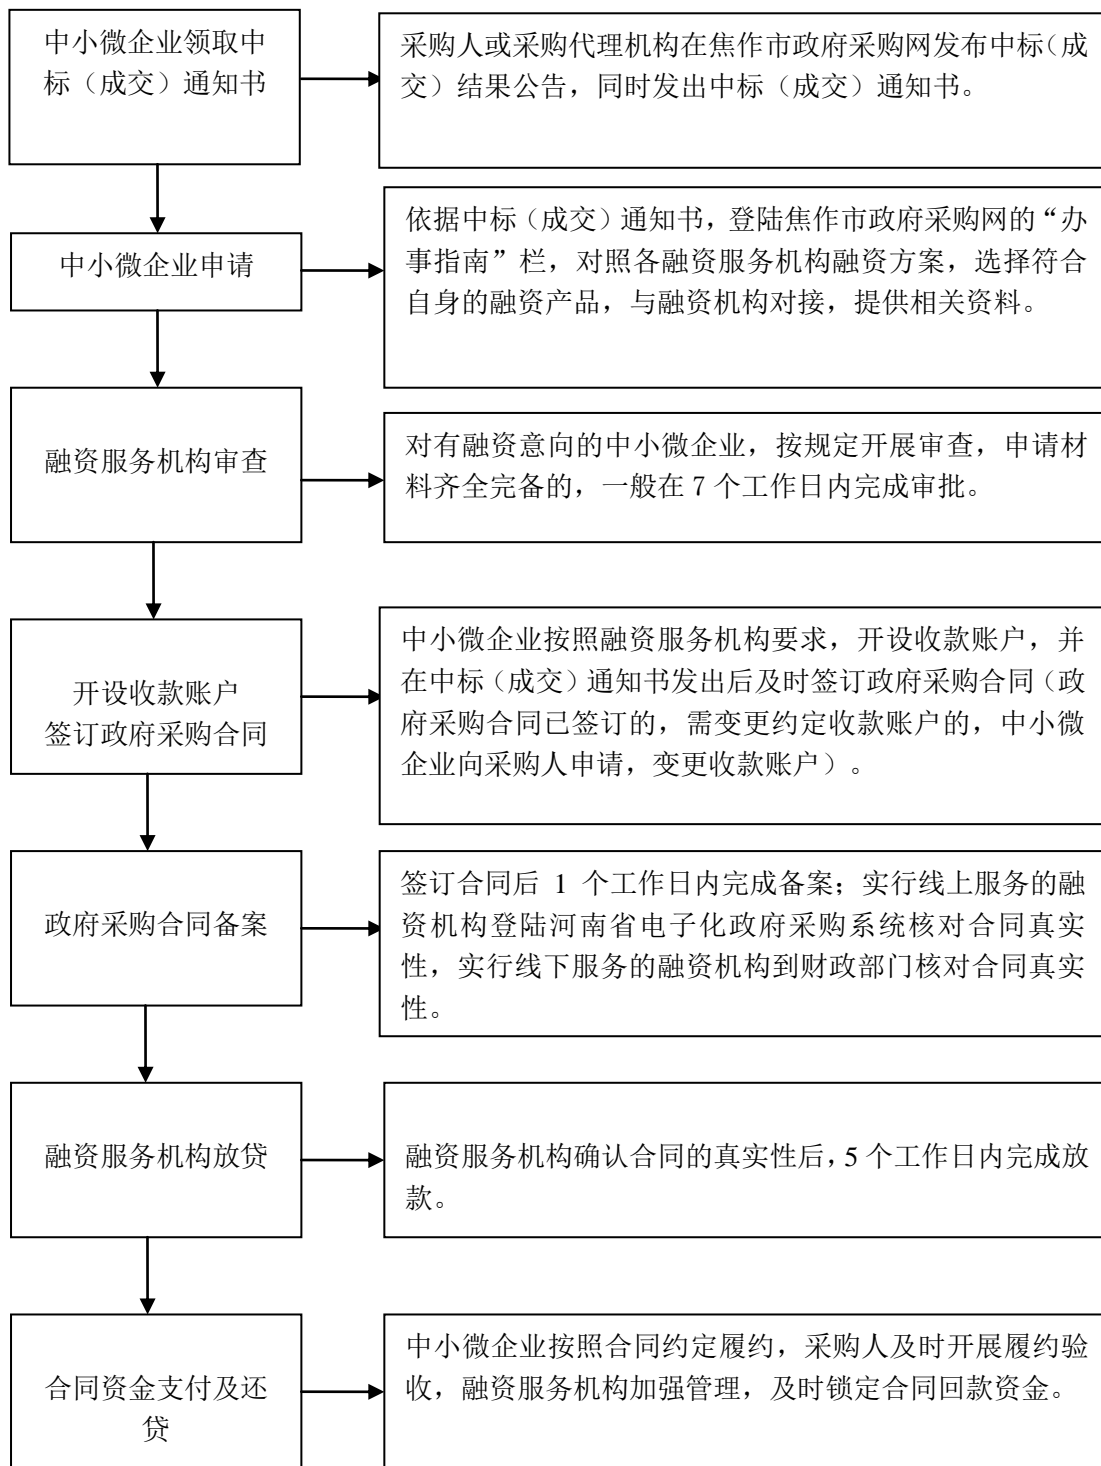 中小微企业领取中
标（成交）通知书
采购人或采购代理机构在焦作市政府采购网发布中标（成
交）结果公告，同时发出中标（成交）通知书。
中小微企业申请
依据中标（成交）通知书，登陆焦作市政府采购网的“办
事指南”栏，对照各融资服务机构融资方案，选择符合
自身的融资产品，与融资机构对接，提供相关资料。
融资服务机构审查
对有融资意向的中小微企业，按规定开展审查，申请材
料齐全完备的，一般在 7 个工作日内完成审批。
开设收款账户
签订政府采购合同
中小微企业按照融资服务机构要求，开设收款账户，并
在中标（成交）通知书发出后及时签订政府采购合同（政
府采购合同已签订的，需变更约定收款账户的，中小微
企业向采购人申请，变更收款账户）。
政府采购合同备案
签订合同后 1 个工作日内完成备案；实行线上服务的融
资机构登陆河南省电子化政府采购系统核对合同真实
性，实行线下服务的融资机构到财政部门核对合同真实
性。
融资服务机构放贷
融资服务机构确认合同的真实性后，5 个工作日内完成放
款。
合同资金支付及还
贷
中小微企业按照合同约定履约，采购人及时开展履约验
收，融资服务机构加强管理，及时锁定合同回款资金。